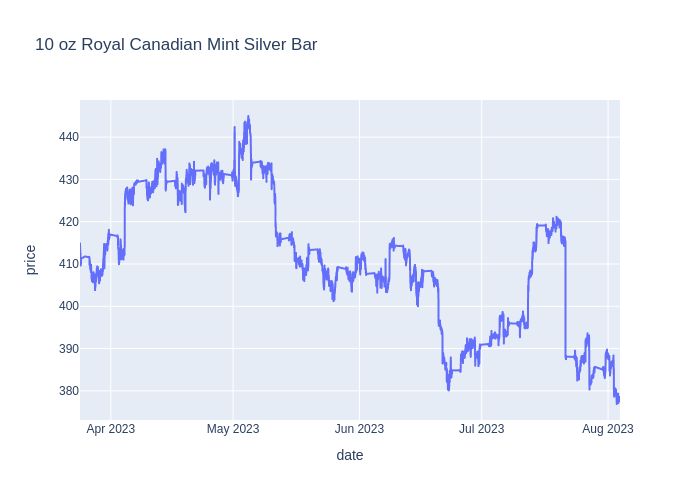 10 oz Royal Canadian Mint Silver Bar
440
430
420
410
400
390
380
price
Apr 2023
May 2023
Jun 2023
Jul 2023
Aug 2023
date